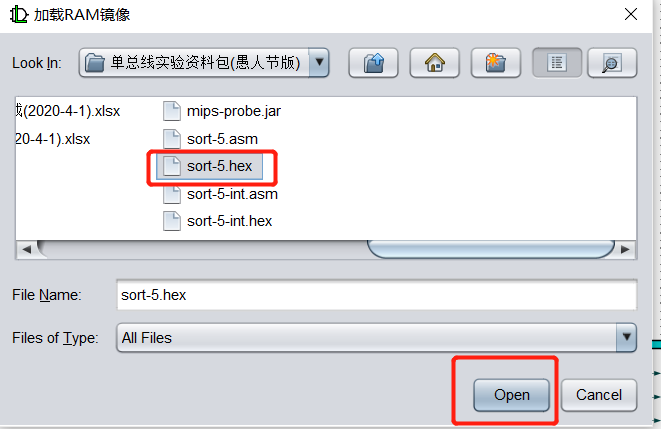 加载RAM镜像
Look In: 单总线实验资料包(愚人节版)
(2020-4-1).xlsx mips-probe.jar
20-4-1).xlsx sort-5.asm
sort-5.hex
sort-5-int.asm
sort-5-int.hex
File Name: sort-5.hex
Files of Type: All Files
Open Cancel